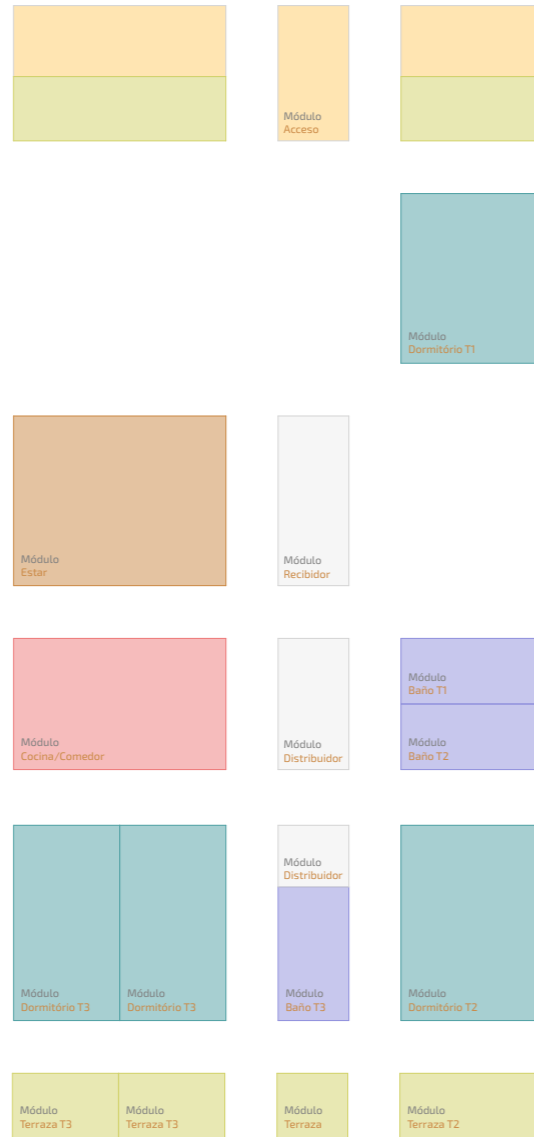 Módulo
Acceso
Módulo
Dormitório T1
Módulo
Estar
Módulo
Recibidor
Módulo
Cocina/Comedor
Módulo
Distribuidor
Módulo
Baño T1
Módulo
Baño T2
Módulo
Distribuidor
Módulo
Dormitório T3
Módulo
Dormitório T3
Módulo
Baño T3
Módulo
Dormitório T2
Módulo
Terraza T3
Módulo
Terraza T3
Módulo
Terraza
Módulo
Terraza T2